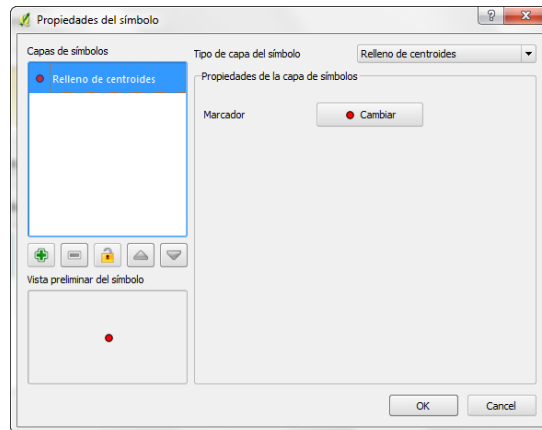 Propiedades del símbolo
Capas de símbolos
Relleno de centroides
Vista preliminar del símbolo
Tipo de capa del símbolo
Relleno de centroides
Propiedades de la capa de símbolos
Marcador
Cambiar
OK
Cancel